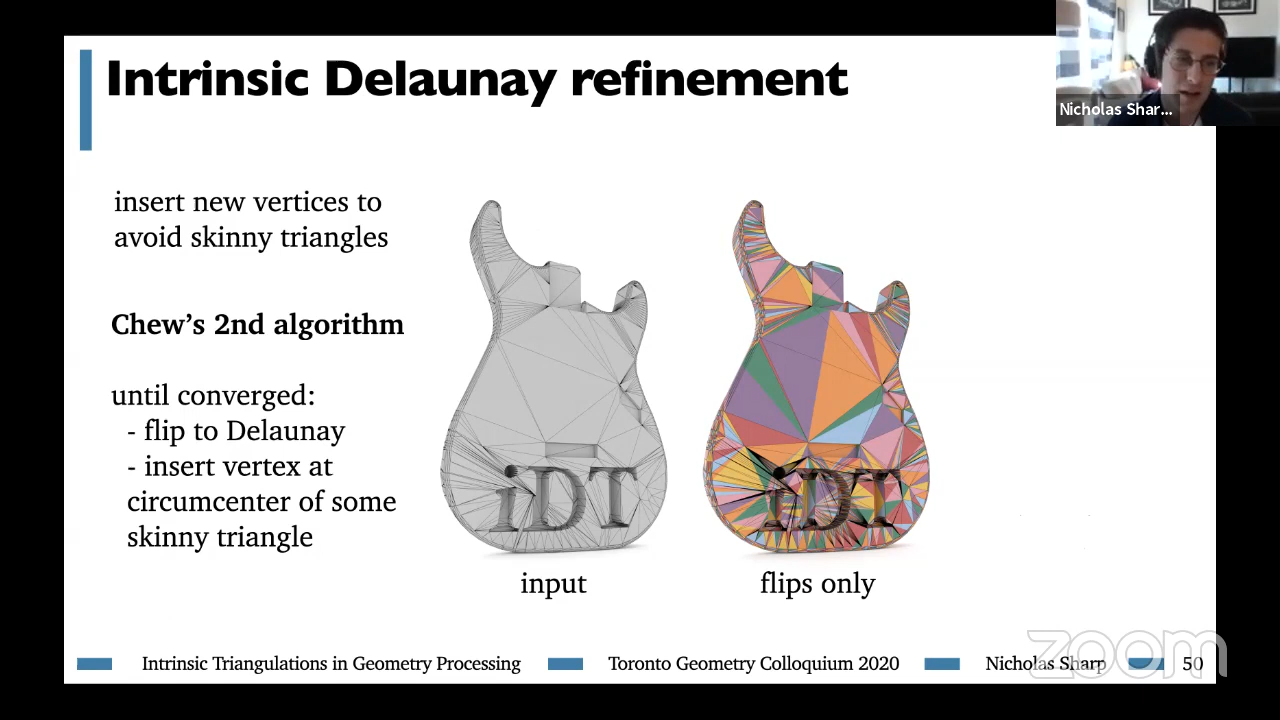 Intrinsic Delaunay refinement
Nicholas Shar...
insert new vertices to
avoid skinny triangles
Chew's 2nd algorithm
until converged:
- flip to Delaunay
- insert vertex at
circumcenter of some
skinny triangle
iDT
iDT
input
flips only
Intrinsic Triangulations in Geometry Processing
Toronto Geometry Colloquium 2020
Nicholas Sharp
50
zoom